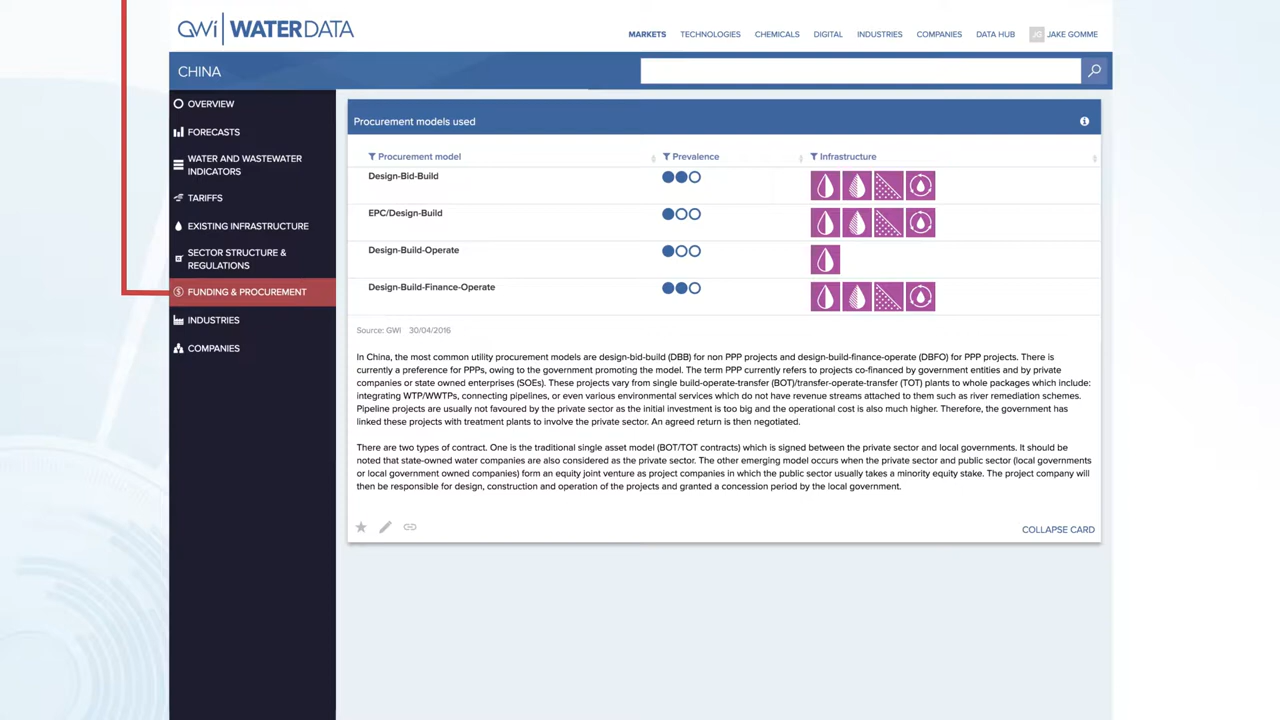 GWI | WATERDATA
MARKETS TECHNOLOGIES CHEMICALS DIGITAL INDUSTRIES COMPANIES DATA HUB JG JAKE GOMME
CHINA
OVERVIEW
FORECASTS
WATER AND WASTEWATER
INDICATORS
TARIFFS
EXISTING INFRASTRUCTURE
SECTOR STRUCTURE &
REGULATIONS
FUNDING & PROCUREMENT
INDUSTRIES
COMPANIES
Procurement models used
Procurement model Prevalence Infrastructure
Design-Bid-Build
EPC/Design-Build
Design-Build-Operate
Design-Build-Finance-Operate
Source: GWI 30/04/2016
In China, the most common utility procurement models are design-bid-build (DBB) for non PPP projects and design-build-finance-operate (DBFO) for PPP projects. There is
currently a preference for PPPs, owing to the government promoting the model. The term PPP currently refers to projects co-financed by government entities and by private
companies or state owned enterprises (SOEs). These projects vary from single build-operate-transfer (BOT)/transfer-operate-transfer (TOT) plants to whole packages which include:
integrating WTP/WWTPs, connecting pipelines, or even various environmental services which do not have revenue streams attached to them such as river remediation schemes.
Pipeline projects are usually not favoured by the private sector as the initial investment is too big and the operational cost is also much higher. Therefore, the government has
linked these projects with treatment plants to involve the private sector. An agreed return is then negotiated.
There are two types of contract. One is the traditional single asset model (BOT/TOT contracts) which is signed between the private sector and local governments. It should be
noted that state-owned water companies are also considered as the private sector. The other emerging model occurs when the private sector and public sector (local governments
or local government owned companies) form an equity joint venture as project companies in which the public sector usually takes a minority equity stake. The project company will
then be responsible for design, construction and operation of the projects and granted a concession period by the local government.
COLLAPSE CARD